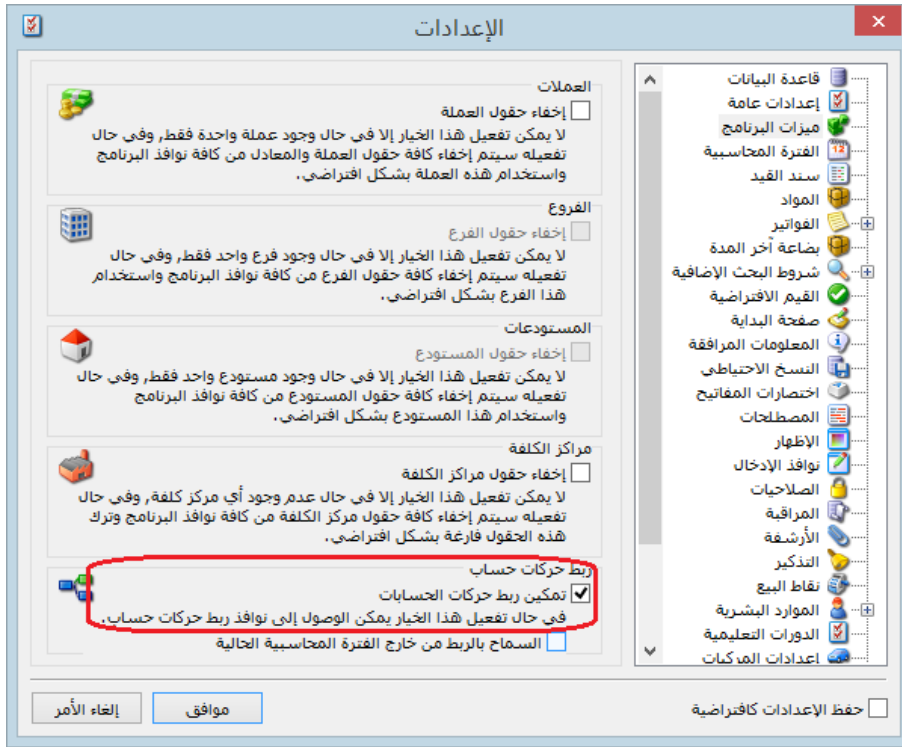 الإعدادات
قاعدة البيانات
إعدادات عامة
ميزات البرنامج
الفترة المحاسبية
سند القيد
المواد
الفواتير
بضاعة آخر المدة
شروط البحث الإضافية
القيم الافتراضية
صفحة البداية
المعلومات المرافقة
النسخ الاحتياطي
اختصارات المفاتيح
المصطلحات
الإظهار
نوافذ الإدخال
الصلاحيات
المراقبة
الأرشفة
التذكير
نقاط البيع
الموارد البشرية
الدورات التعليمية
إعدادات المركبات
العملات
إخفاء حقول العملة
لا يمكن تفعيل هذا الخيار إلا في حال وجود عملة واحدة فقط, وفي حال
تفعيله سيتم إخفاء كافة حقول العملة والمعادل من كافة نوافذ البرنامج
واستخدام هذه العملة بشكل افتراضي.
الفروع
إخفاء حقول الفرع
لا يمكن تفعيل هذا الخيار إلا في حال وجود فرع واحد فقط, وفي حال
تفعيله سيتم إخفاء كافة حقول الفرع من كافة نوافذ البرنامج واستخدام
هذا الفرع بشكل افتراضي.
المستودعات
إخفاء حقول المستودع
لا يمكن تفعيل هذا الخيار إلا في حال وجود مستودع واحد فقط, وفي حال
تفعيله سيتم إخفاء كافة حقول المستودع من كافة نوافذ البرنامج
واستخدام هذا المستودع بشكل افتراضي.
مراكز الكلفة
إخفاء حقول مراكز الكلفة
لا يمكن تفعيل هذا الخيار إلا في حال عدم وجود أي مركز كلفة, وفي حال
تفعيله سيتم إخفاء كافة حقول مركز الكلفة من كافة نوافذ البرنامج وترك
هذه الحقول فارغة بشكل افتراضي.
ربط حركات حساب
تمكين ربط حركات الحسابات
في حال تفعيل هذا الخيار يمكن الوصول إلى نوافذ ربط حركات حساب.
السماح بالربط من خارج الفترة المحاسبية الحالية
حفظ الإعدادات كافتراضية
موافق
إلغاء الأمر